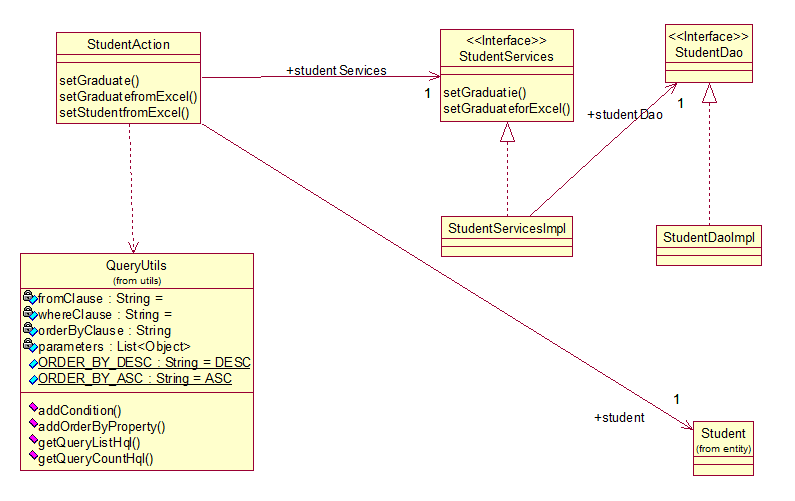 StudentAction
setGraduate()
setGraduatefromExcel()
setStudentfromExcel()
+studentServices
1
<<Interface>>
StudentServices
setGraduatie()
setGraduateforExcel()
<<Interface>>
StudentDao
+studentDao
1
StudentServicesImpl
StudentDaoImpl
QueryUtils
(from utils)
fromClause : String =
whereClause : String =
orderByClause : String
parameters : List<Object>
ORDER_BY_DESC : String = DESC
ORDER_BY_ASC : String = ASC
addCondition()
addOrderByProperty()
getQueryListHql()
getQueryCountHql()
1
+student
Student
(from entity)